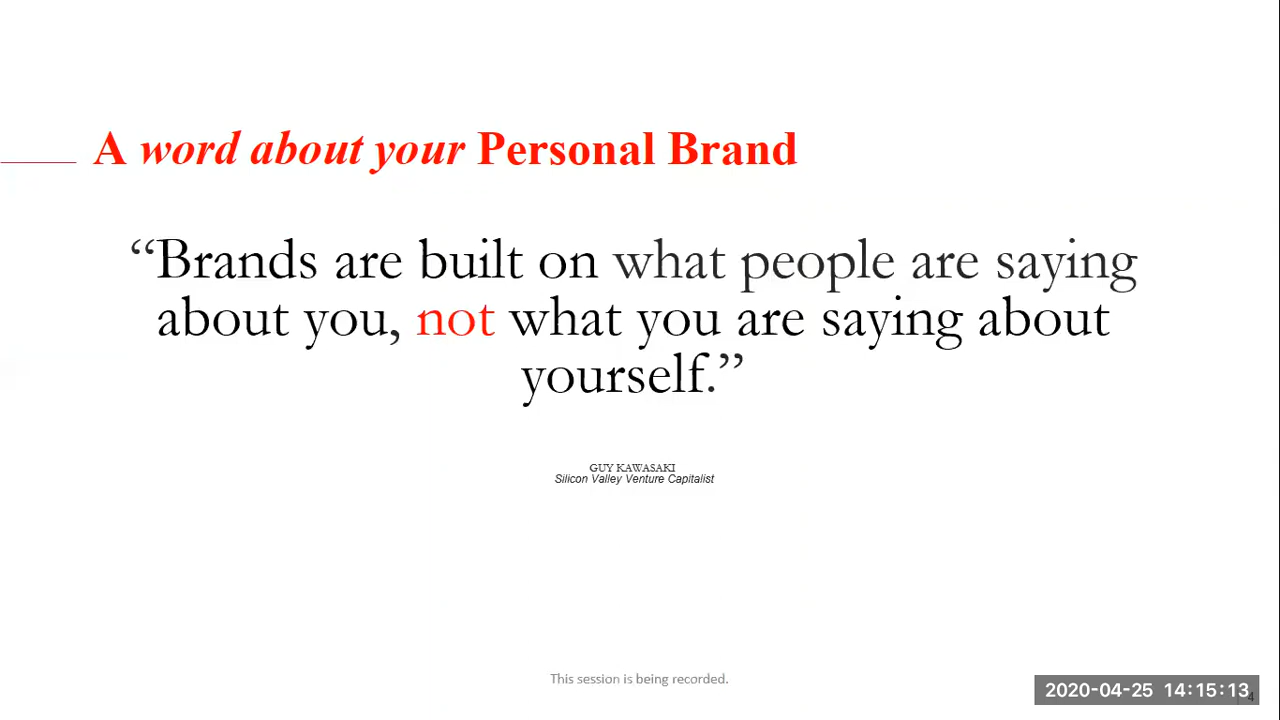 A word about your Personal Brand
“Brands are built on what people are saying
about you, not what you are saying about
yourself.”
GUY KAWASAKI
Silicon Valley Venture Capitalist
This session is being recorded.
2020-04-25 14:15:13
4